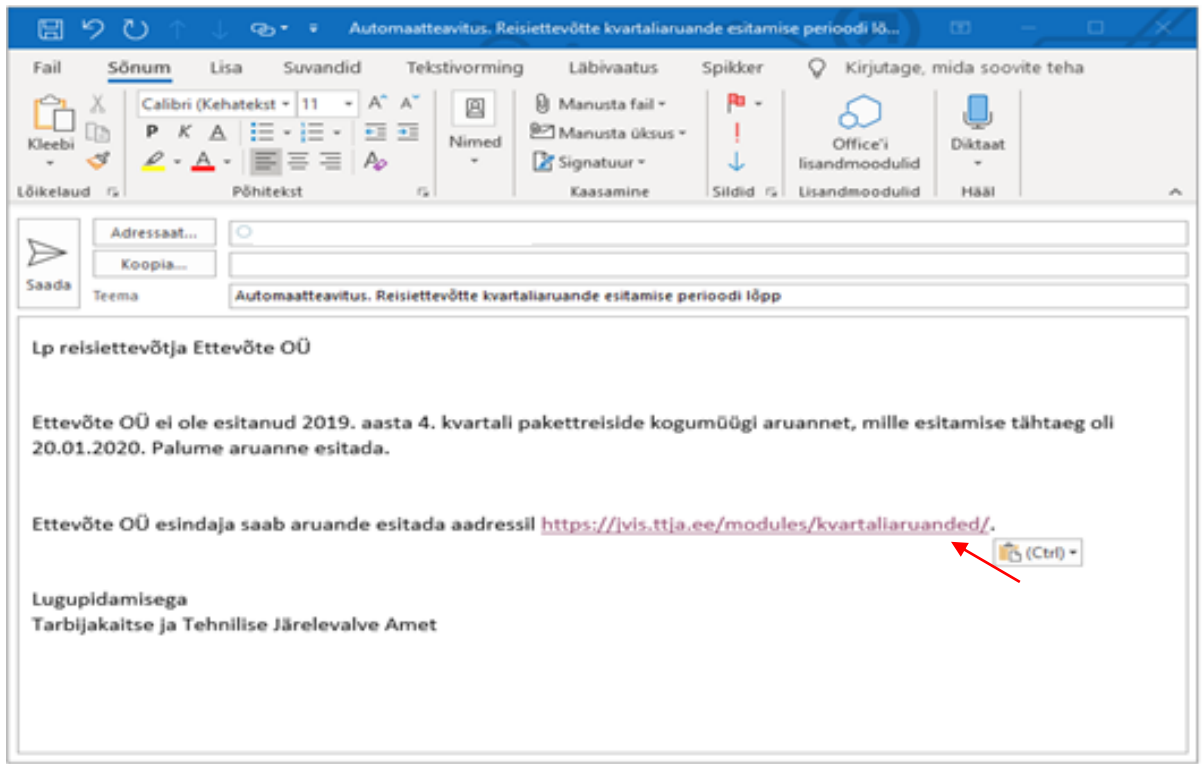 Automaatteavitus. Reisiettevõtte kvartaliaruande esitamise perioodi lõ...
Fail Sõnum Lisa Suvandid Tekstivorming Läbivaatus Spikker Kirjutage, mida soovite teha
Calibri (Kehatekst 11 A A
Manusta fail
Kleebi
P K A
Nimed
Manusta üksus
Office'i
Diktaat
A
Signatuur
lisandmoodulid
Lõikelaud Põhitekst Kaasamine Sildid Lisandmoodulid Hääl
Adressaat...
Koopia...
Saada
Teema Automaatteavitus. Reisiettevõtte kvartaliaruande esitamise perioodi lõpp
Lp reisiettevõtja Ettevõte OÜ
Ettevõte OÜ ei ole esitanud 2019. aasta 4. kvartali pakettreiside kogumüügi aruannet, mille esitamise tähtaeg oli
20.01.2020. Palume aruanne esitada.
Ettevõte OÜ esindaja saab aruande esitada aadressil https://jvis.ttja.ee/modules/kvartaliaruanded/.
(Ctrl)
Lugupidamisega
Tarbijakaitse ja Tehnilise Järelevalve Amet